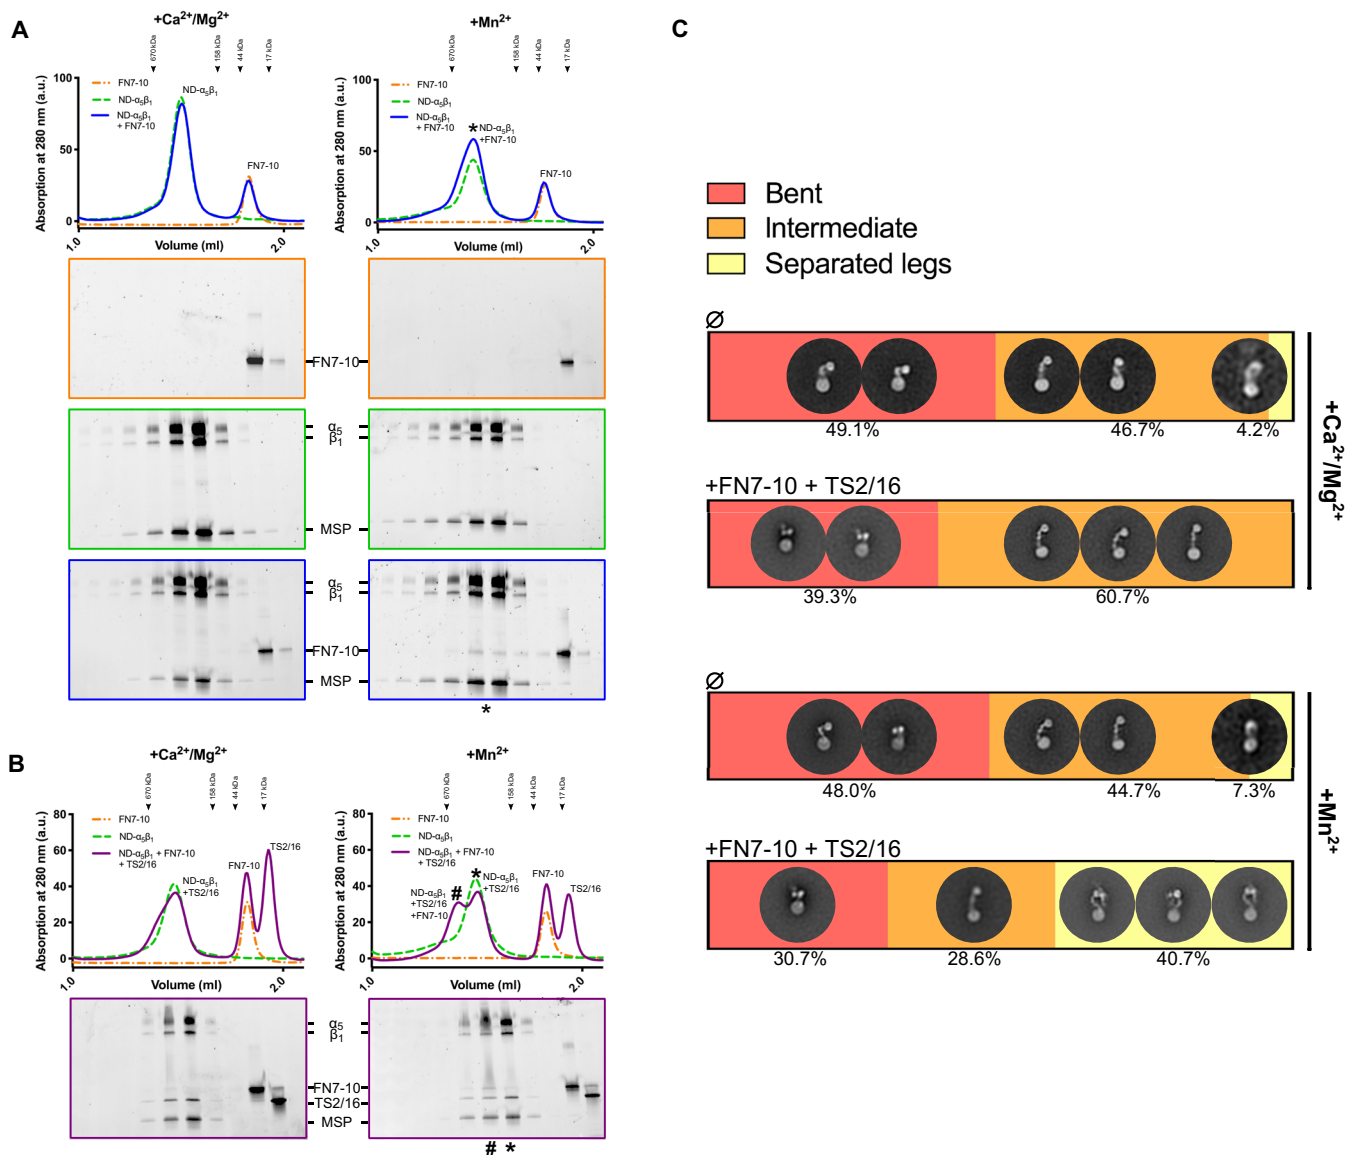 A
+Ca²⁺/Mg²⁺
670 kDa
158 kDa
44 kDa
17 kDa
FN7-10
ND-α₅β₁
ND-α₅β₁
+ FN7-10
ND-α₅β₁
FN7-10
Absorption at 280 nm (a.u.)
100
50
0
1.0
Volume (ml)
2.0
+Mn²⁺
670kDa
158 kDa
44 kDa
17 kDa
FN7-10
ND-α₅β₁
ND-α₅β₁
+ FN7-10
* ND-α₅β₁
+FN7-10
FN7-10
Absorption at 280 nm (a.u.)
100
50
0
1.0
Volume (ml)
2.0
FN7-10
α₅
β₁
MSP
α₅
β₁
FN7-10
MSP
*
B
+Ca²⁺/Mg²⁺
670 kDa
158 kDa
44 kDa
17 kDa
FN7-10
ND-α₅β₁
ND-α₅β₁ + FN7-10
+ TS2/16
ND-α₅β₁
+TS2/16
FN7-10
TS2/16
Absorption at 280 nm (a.u.)
80
60
40
20
0
1.0
Volume (ml)
2.0
+Mn²⁺
670 kDa
158 kDa
44 kDa
17 kDa
FN7-10
ND-α₅β₁
ND-α₅β₁ + FN7-10
+ TS2/16
ND-α₅β₁
+TS2/16
+FN7-10
#
* ND-α₅β₁
+TS2/16
FN7-10
TS2/16
Absorption at 280 nm (a.u.)
80
60
40
20
0
1.0
Volume (ml)
2.0
α₅
β₁
FN7-10
TS2/16
MSP
# *
C
Bent
Intermediate
Separated legs
∅
49.1%
46.7%
4.2%
+FN7-10 + TS2/16
39.3%
60.7%
+Ca²⁺/Mg²⁺
∅
48.0%
44.7%
7.3%
+FN7-10 + TS2/16
30.7%
28.6%
40.7%
+Mn²⁺